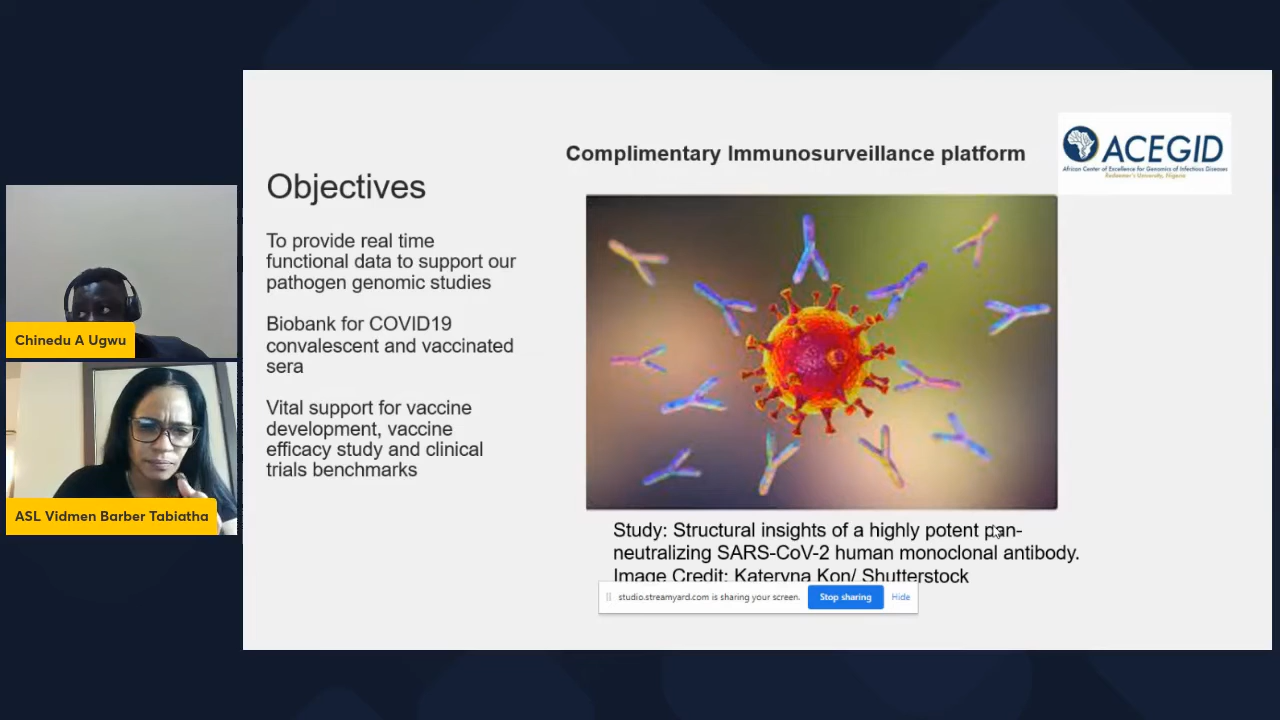 Complimentary Immunosurveillance platform
ACEGID
African Center of Excellence for Genomics of Infectious Diseases
Redeemer's University, Nigeria
Objectives
To provide real time
functional data to support our
pathogen genomic studies
Biobank for COVID19
convalescent and vaccinated
sera
Vital support for vaccine
development, vaccine
efficacy study and clinical
trials benchmarks
Study: Structural insights of a highly potent pan-
neutralizing SARS-CoV-2 human monoclonal antibody.
Image Credit: Kateryna Kon/ Shutterstock
studio.streamyard.com is sharing your screen.
Stop sharing
Hide
Chinedu A Ugwu
ASL Vidmen Barber Tabiatha